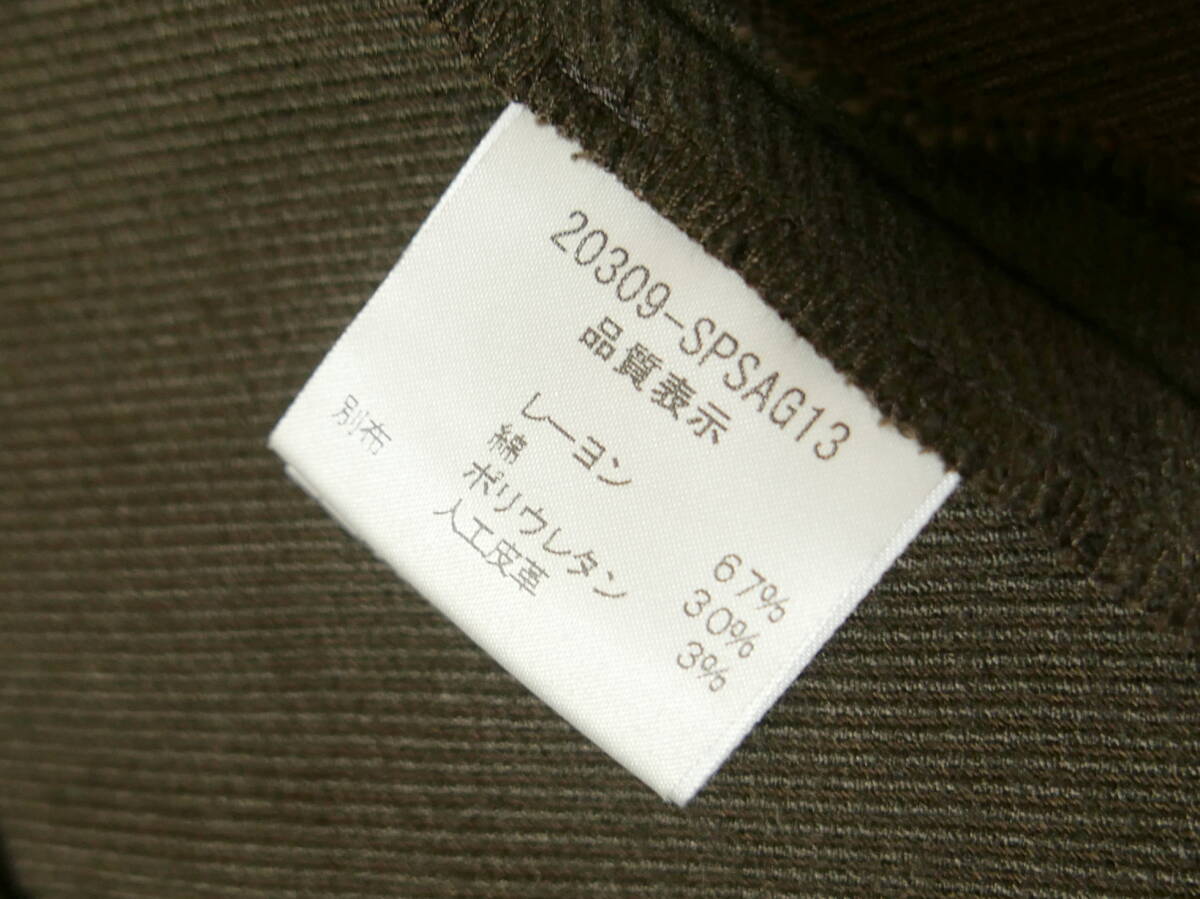 20309-SPSAG13
品質表示
レーヨン 67%
綿 30%
ポリウレタン 3%
別布 人工皮革